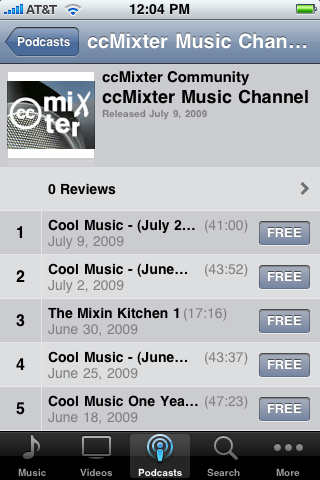 AT&T 12:04 PM
Podcasts ccMixter Music Chan...
cc mixter
ccMixter Community
ccMixter Music Channel
Released July 9, 2009
0 Reviews
1 Cool Music - (July 2... (41:00) FREE
July 9, 2009
2 Cool Music - (June... (43:52) FREE
July 2, 2009
3 The Mixin Kitchen 1 (17:16) FREE
June 30, 2009
4 Cool Music - (June... (43:37) FREE
June 25, 2009
5 Cool Music One Yea... (47:23) FREE
June 18, 2009
Music Videos Podcasts Search More